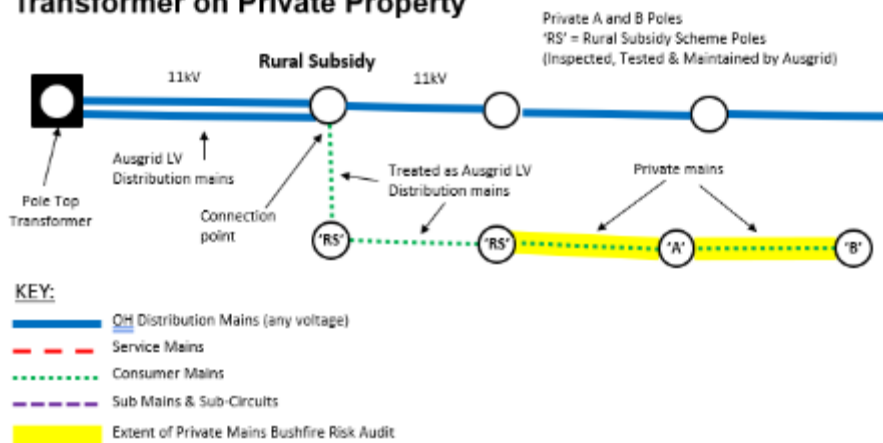 Transformer on Private Property
Private A and B Poles
'RS' = Rural Subsidy Scheme Poles
(Inspected, Tested & Maintained by Ausgrid)
Rural Subsidy
11kV
11kV
Ausgrid LV
Distribution mains
Treated as Ausgrid LV
Distribution mains
Private mains
Pole Top
Transformer
Connection
point
'RS'
'RS'
'A'
'B'
KEY:
OH Distribution Mains (any voltage)
Service Mains
Consumer Mains
Sub Mains & Sub-Circuits
Extent of Private Mains Bushfire Risk Audit